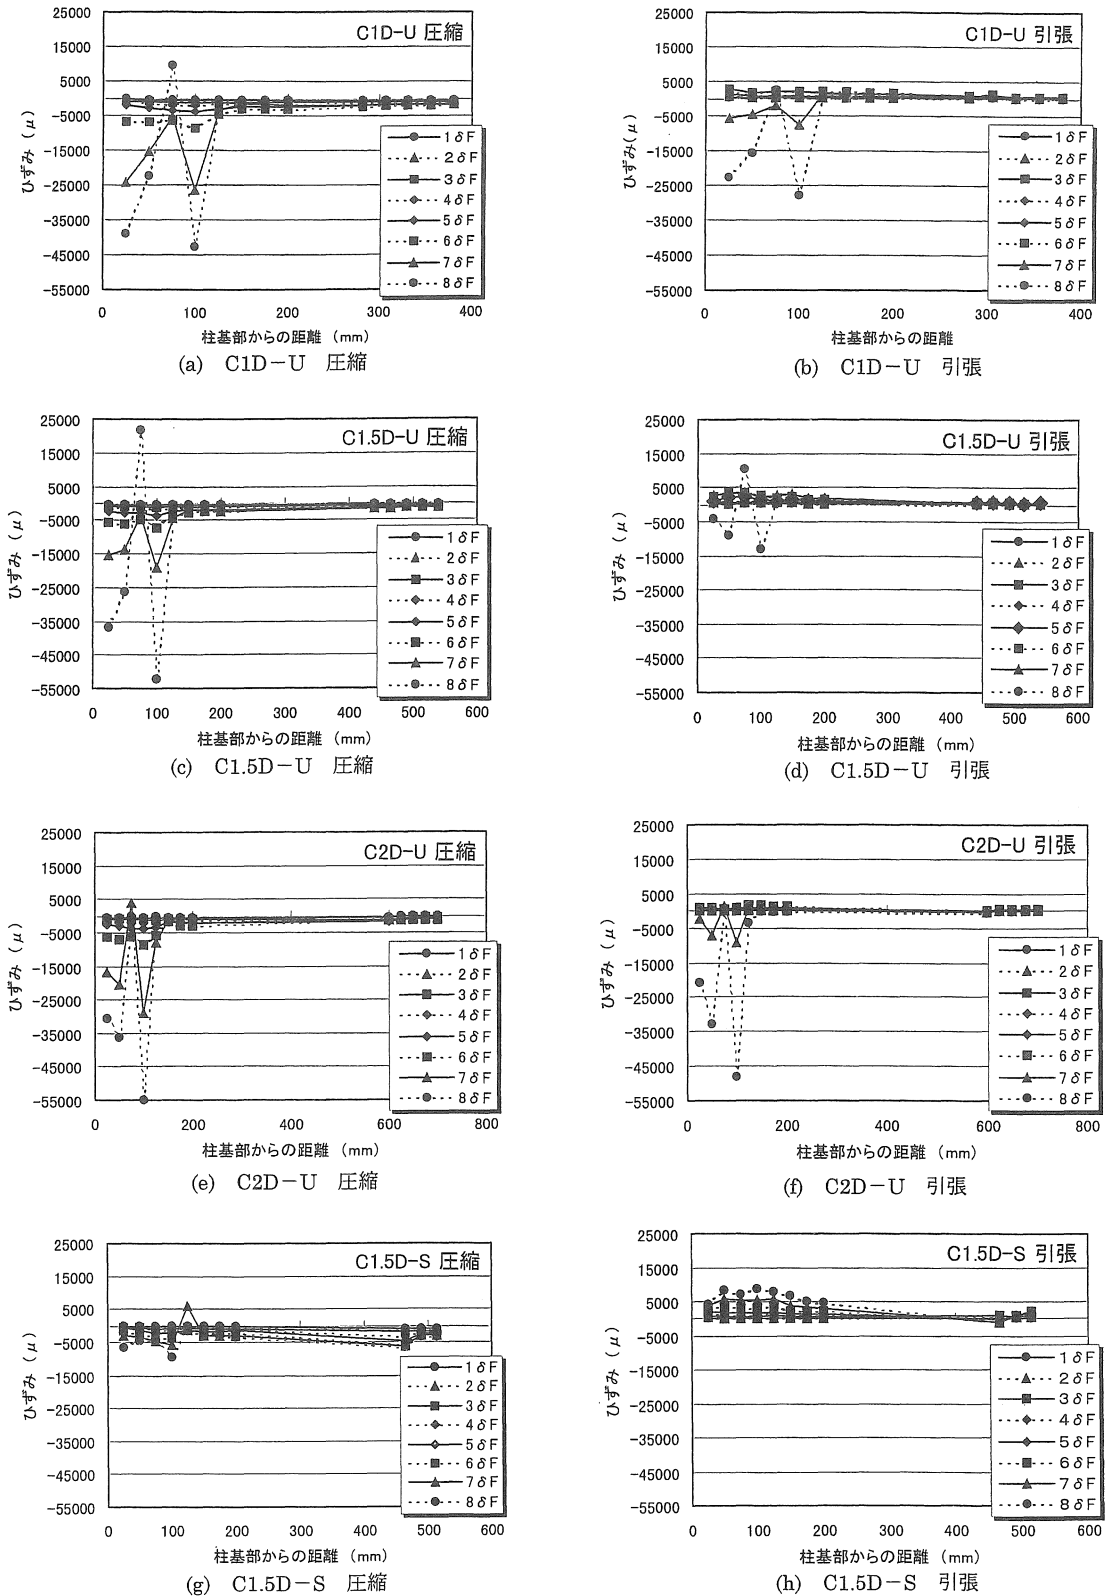 C1D-U 圧縮
25000
15000
5000
-5000
-15000
-25000
-35000
-45000
-55000
ひずみ (μ)
1δF
2δF
3δF
4δF
5δF
6δF
7δF
8δF
0 100 200 300 400
柱基部からの距離 (mm)
(a) C1D-U 圧縮
C1D-U 引張
25000
15000
5000
-5000
-15000
-25000
-35000
-45000
-55000
ひずみ(μ)
1δF
2δF
3δF
4δF
5δF
6δF
7δF
8δF
0 100 200 300 400
柱基部からの距離
(b) C1D-U 引張
C1.5D-U 圧縮
25000
15000
5000
-5000
-15000
-25000
-35000
-45000
-55000
ひずみ (μ)
1δF
2δF
3δF
4δF
5δF
6δF
7δF
8δF
0 100 200 300 400 500 600
柱基部からの距離 (mm)
(c) C1.5D-U 圧縮
C1.5D-U 引張
25000
15000
5000
-5000
-15000
-25000
-35000
-45000
-55000
ひずみ (μ)
1δF
2δF
3δF
4δF
5δF
6δF
7δF
8δF
0 100 200 300 400 500 600
柱基部からの距離 (mm)
(d) C1.5D-U 引張
C2D-U 圧縮
25000
15000
5000
-5000
-15000
-25000
-35000
-45000
-55000
ひずみ (μ)
1δF
2δF
3δF
4δF
5δF
6δF
7δF
8δF
0 200 400 600 800
柱基部からの距離 (mm)
(e) C2D-U 圧縮
C2D-U 引張
25000
15000
5000
-5000
-15000
-25000
-35000
-45000
-55000
ひずみ (μ)
1δF
2δF
3δF
4δF
5δF
6δF
7δF
8δF
0 200 400 600 800
柱基部からの距離 (mm)
(f) C2D-U 引張
C1.5D-S 圧縮
25000
15000
5000
-5000
-15000
-25000
-35000
-45000
-55000
ひずみ (μ)
1δF
2δF
3δF
4δF
5δF
6δF
7δF
8δF
0 100 200 300 400 500 600
柱基部からの距離 (mm)
(g) C1.5D-S 圧縮
C1.5D-S 引張
25000
15000
5000
-5000
-15000
-25000
-35000
-45000
-55000
ひずみ (μ)
1δF
2δF
3δF
4δF
5δF
6δF
7δF
8δF
0 100 200 300 400 500 600
柱基部からの距離 (mm)
(h) C1.5D-S 引張